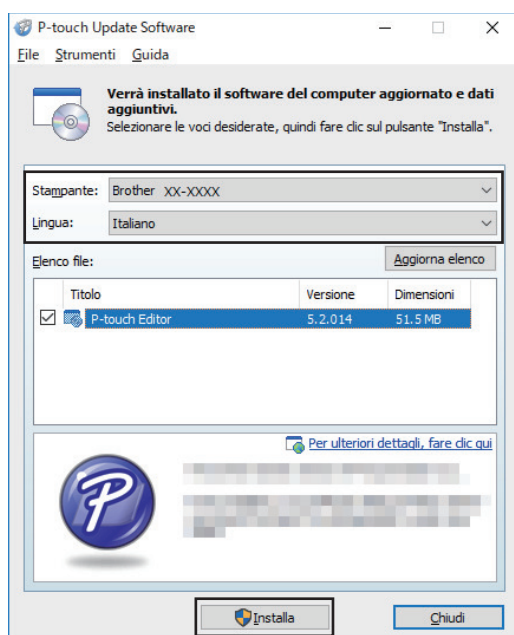 P-touch Update Software
File Strumenti Guida
Verrà installato il software del computer aggiornato e dati
aggiuntivi.
Selezionare le voci desiderate, quindi fare clic sul pulsante "Installa".
Stampante: Brother XX-XXXX
Lingua: Italiano
Elenco file: Aggiorna elenco
Titolo Versione Dimensioni
P-touch Editor 5.2.014 51.5 MB
Per ulteriori dettagli, fare clic qui
P
Installa Chiudi